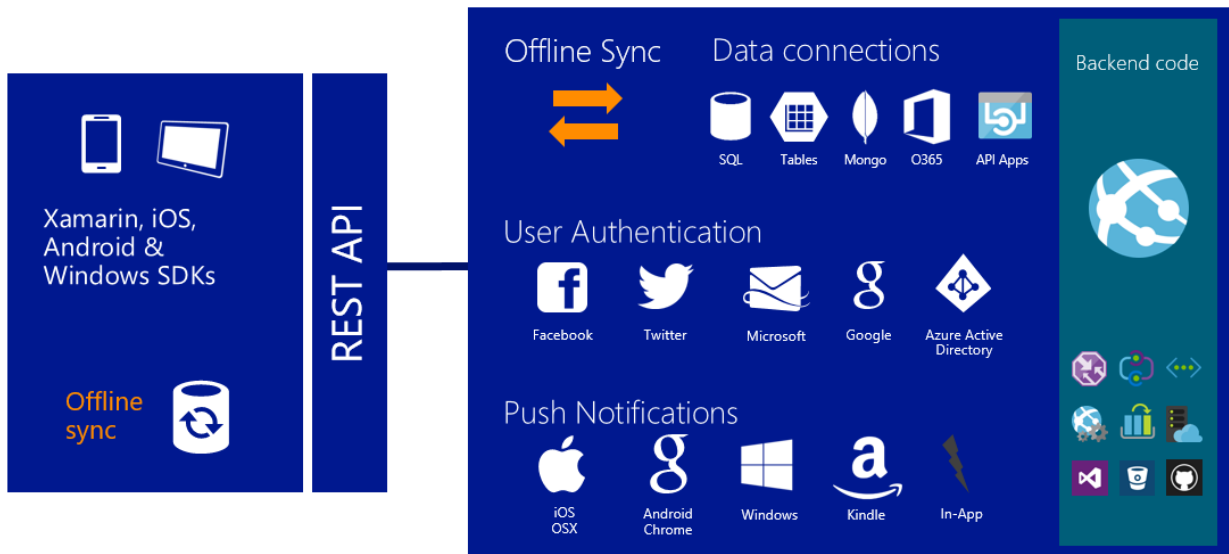 Xamarin, iOS,
Android &
Windows SDKs
Offline
sync
REST API
Offline Sync
Data connections
SQL
Tables
Mongo
O365
API Apps
User Authentication
Facebook
Twitter
Microsoft
Google
Azure Active
Directory
Push Notifications
iOS
OSX
Android
Chrome
Windows
Kindle
In-App
Backend code